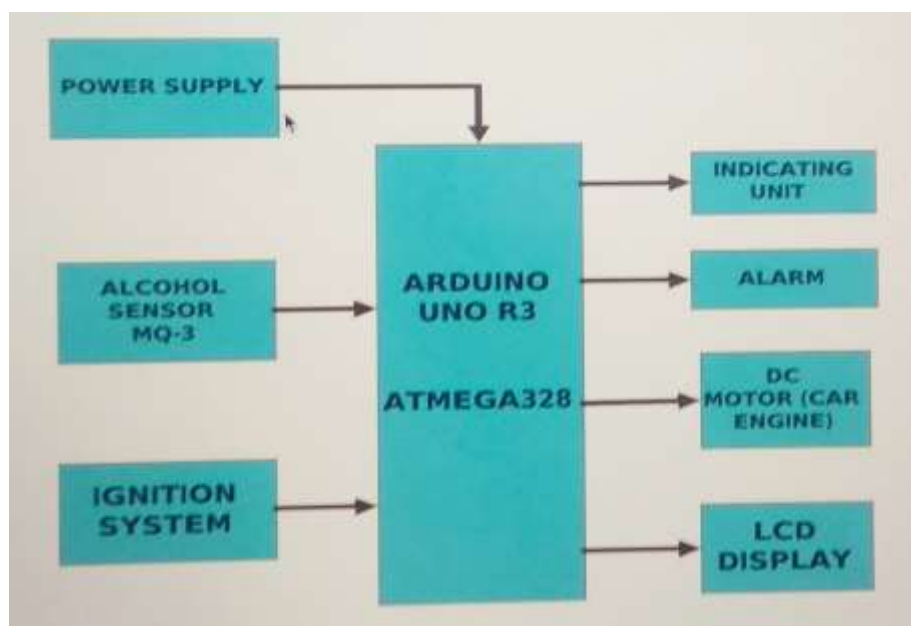 POWER SUPPLY
ALCOHOL
SENSOR
MQ-3
IGNITION
SYSTEM
ARDUINO
UNO R3
ATMEGA328
INDICATING
UNIT
ALARM
DC
MOTOR (CAR
ENGINE)
LCD
DISPLAY